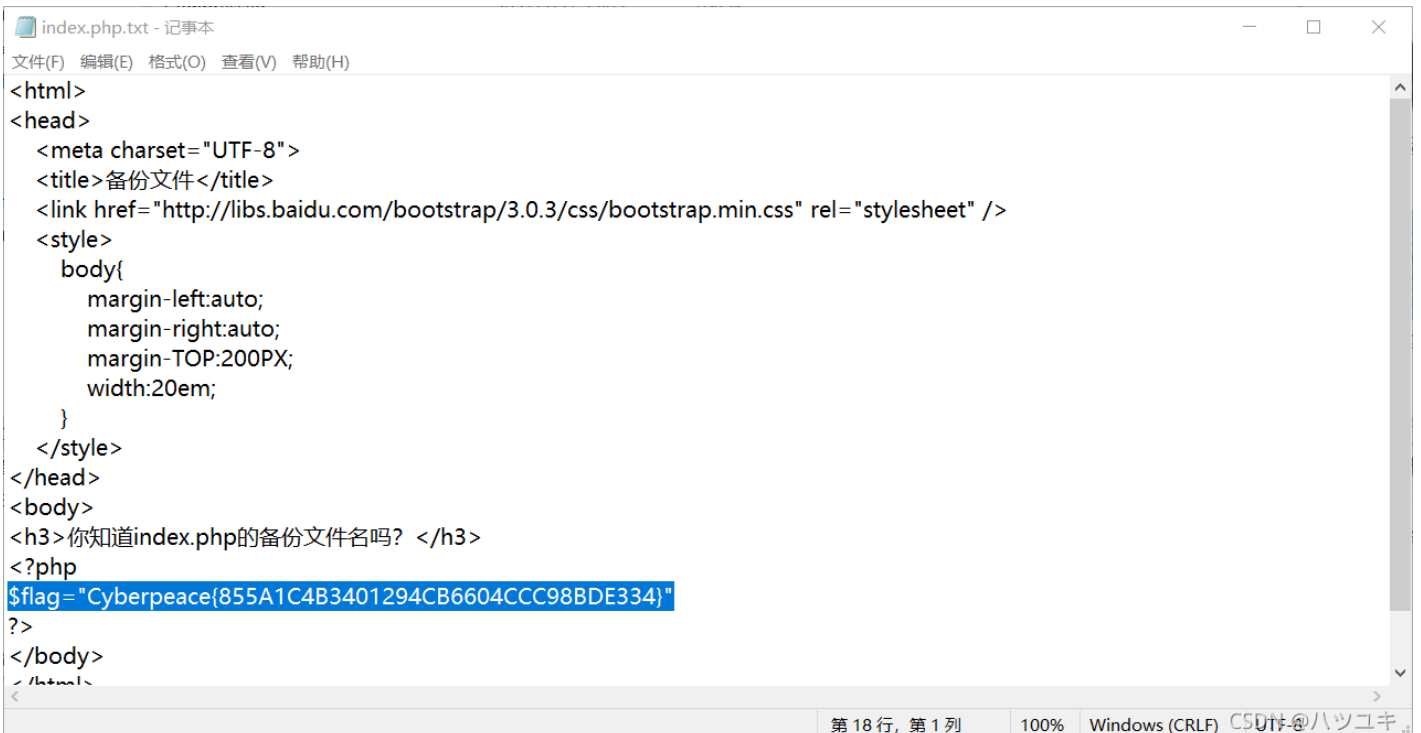 index.php.txt - 记事本
文件(F) 编辑(E) 格式(O) 查看(V) 帮助(H)
<html>
<head>
<meta charset="UTF-8">
<title>备份文件</title>
<link href="http://libs.baidu.com/bootstrap/3.0.3/css/bootstrap.min.css" rel="stylesheet" />
<style>
body{
margin-left:auto;
margin-right:auto;
margin-TOP:200PX;
width:20em;
}
</style>
</head>
<body>
<h3>你知道index.php的备份文件名吗？</h3>
<?php
$flag="Cyberpeace{855A1C4B3401294CB6604CCC98BDE334}"
?>
</body>
</html>
第 18 行，第 1 列 100% Windows (CRLF) UTF-8
CSDN @八ツユキ